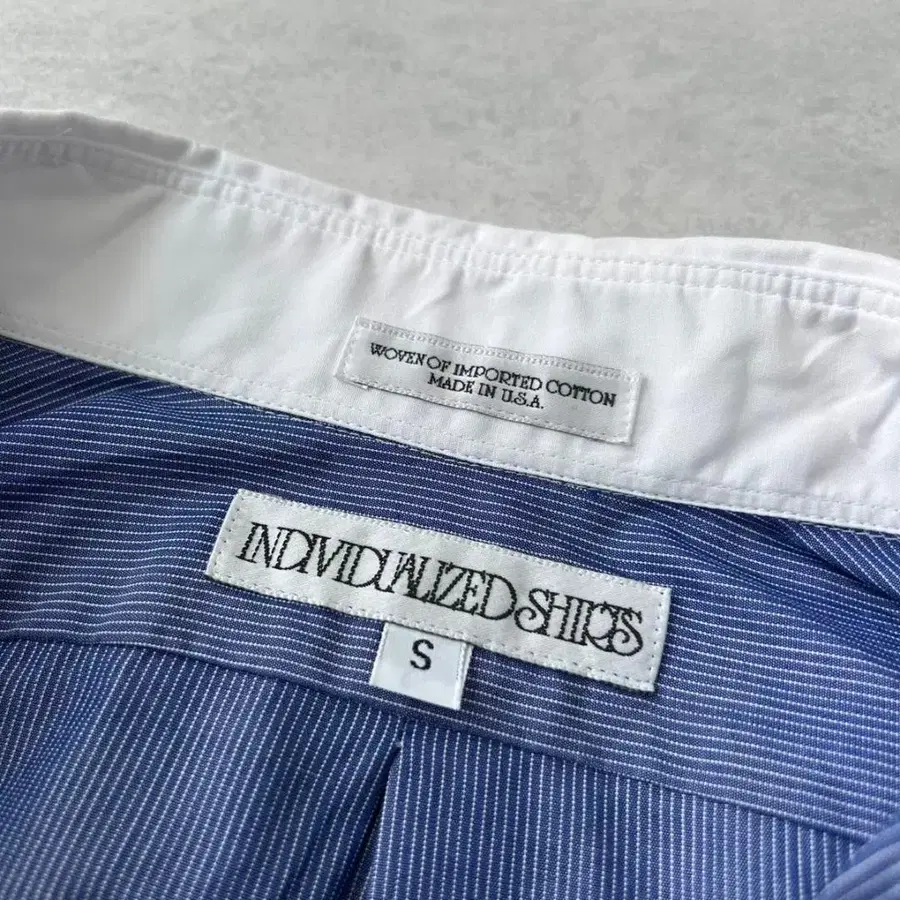 WOVEN OF IMPORTED COTTON
MADE IN U.S.A.
INDIVIDUALIZED SHIRTS
S